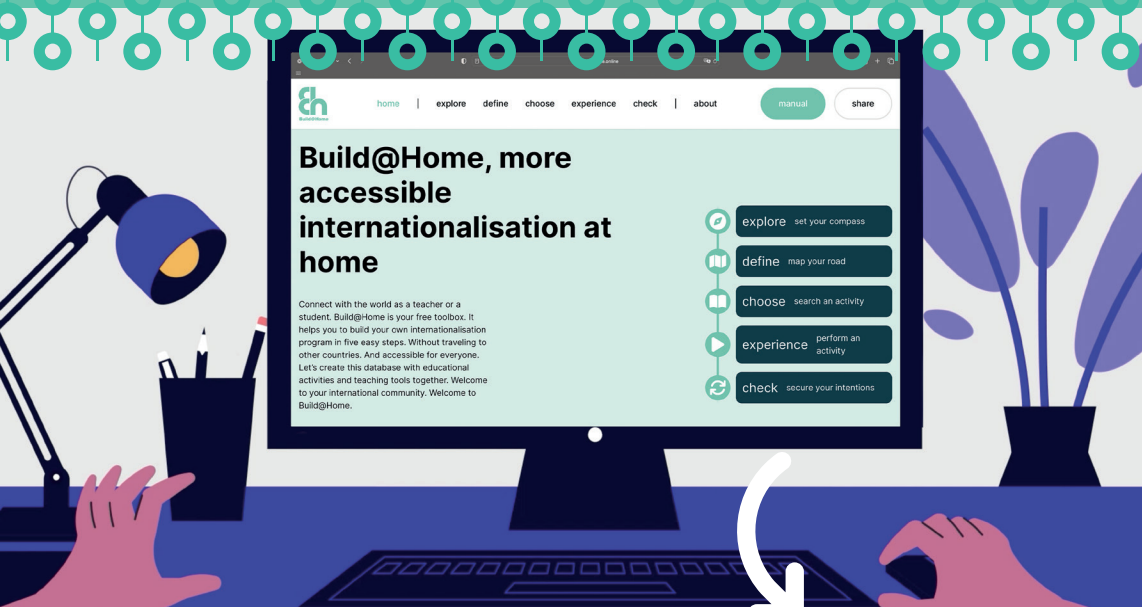 Build@Home
home | explore define choose experience check | about manual share
Build@Home, more
accessible
internationalisation at
home
Connect with the world as a teacher or a
student. Build@Home is your free toolbox. It
helps you to build your own internationalisation
program in five easy steps. Without traveling to
other countries. And accessible for everyone.
Let's create this database with educational
activities and teaching tools together. Welcome
to your international community. Welcome to
Build@Home.
explore set your compass
define map your road
choose search an activity
experience perform an
activity
check secure your intentions